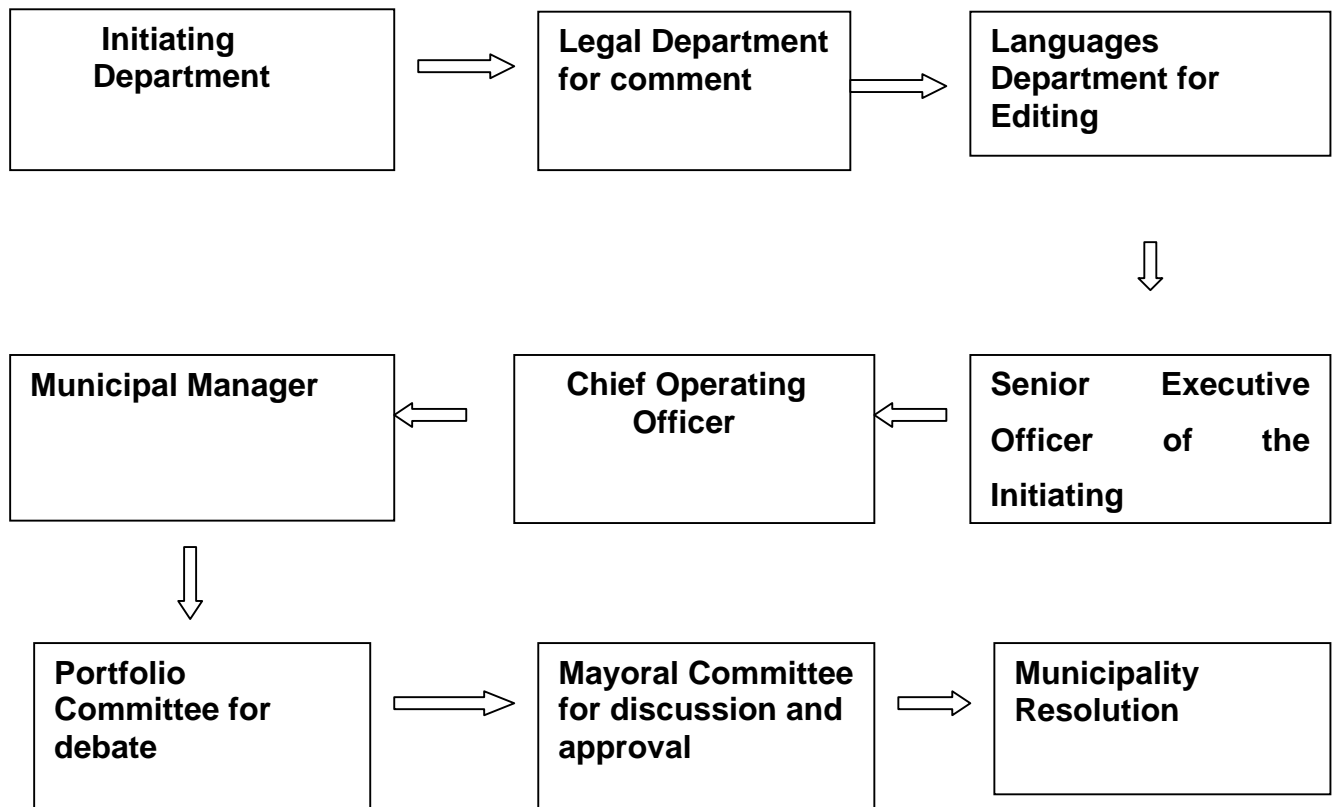 Initiating
Department
Legal Department
for comment
Languages
Department for
Editing
Senior Executive
Officer of the
Initiating
Chief Operating
Officer
Municipal Manager
Portfolio
Committee for
debate
Mayoral Committee
for discussion and
approval
Municipality
Resolution